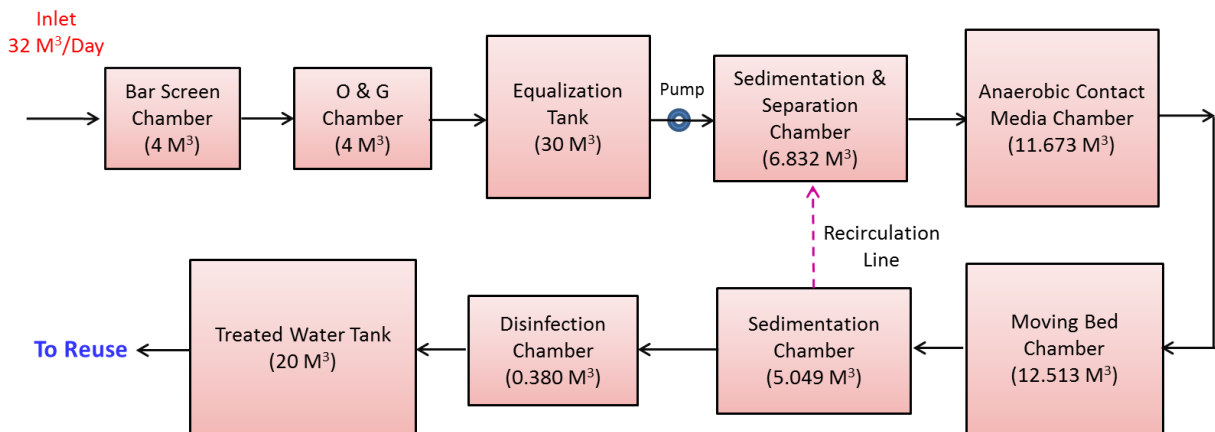 Inlet
32 M³/Day
Bar Screen
Chamber
(4 M³)
O & G
Chamber
(4 M³)
Equalization
Tank
(30 M³)
Pump
Sedimentation &
Separation
Chamber
(6.832 M³)
Anaerobic Contact
Media Chamber
(11.673 M³)
Recirculation
Line
Moving Bed
Chamber
(12.513 M³)
Sedimentation
Chamber
(5.049 M³)
Disinfection
Chamber
(0.380 M³)
Treated Water Tank
(20 M³)
To Reuse